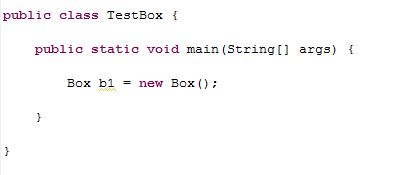 public class TestBox {
public static void main(String[] args) {
Box b1 = new Box();
}
}